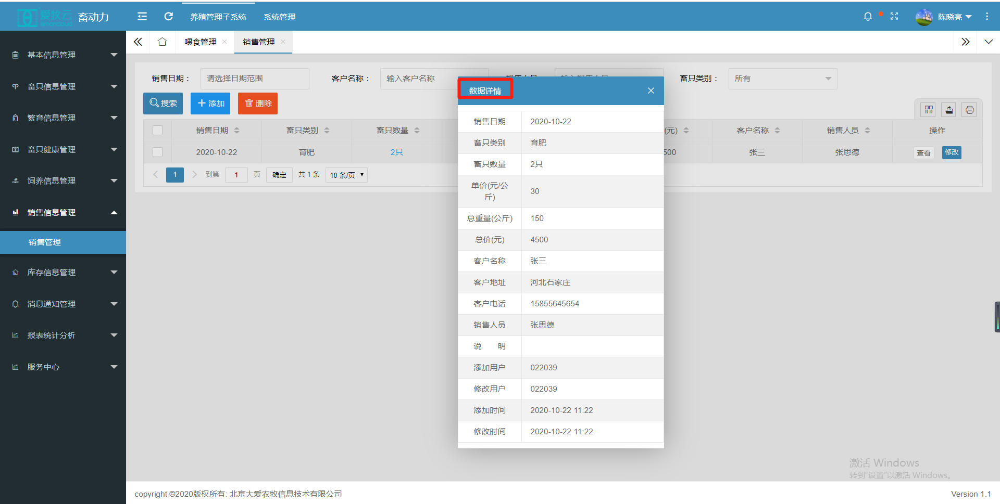 爱牧云
aimorcloud
畜动力
养殖管理子系统
系统管理
陈晓亮
基本信息管理
畜只信息管理
繁育信息管理
畜只健康管理
饲养信息管理
销售信息管理
销售管理
库存信息管理
消息通知管理
报表统计分析
服务中心
喂食管理
销售管理
销售日期：
请选择日期范围
客户名称：
输入客户名称
畜只类别：
所有
搜索
添加
删除
销售日期 畜只类别 畜只数量 (元) 客户名称 销售人员 操作
2020-10-22 育肥 2只 500 张三 张思德 查看 修改
1 到第 1 页 确定 共 1 条 10 条/页
数据详情
销售日期 2020-10-22
畜只类别 育肥
畜只数量 2只
单价(元/公
斤) 30
总重量(公斤) 150
总价(元) 4500
客户名称 张三
客户地址 河北石家庄
客户电话 15855645654
销售人员 张思德
说 明
添加用户 022039
修改用户 022039
添加时间 2020-10-22 11:22
修改时间 2020-10-22 11:22
激活 Windows
转到"设置"以激活 Windows。
copyright ©2020版权所有: 北京大爱农牧信息技术有限公司
Version 1.1